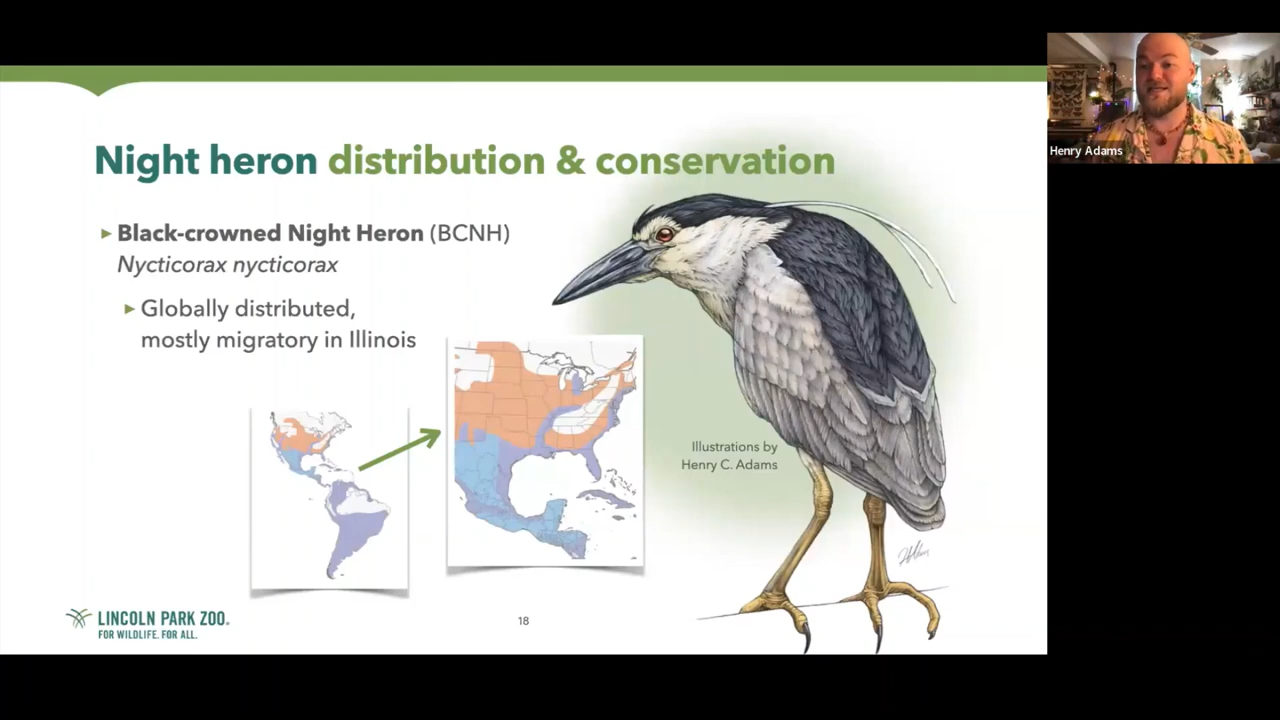 Night heron distribution & conservation
▸ Black-crowned Night Heron (BCNH)
Nycticorax nycticorax
▸ Globally distributed,
mostly migratory in Illinois
Illustrations by
Henry C. Adams
LINCOLN PARK ZOO®
FOR WILDLIFE. FOR ALL.
18
Henry Adams